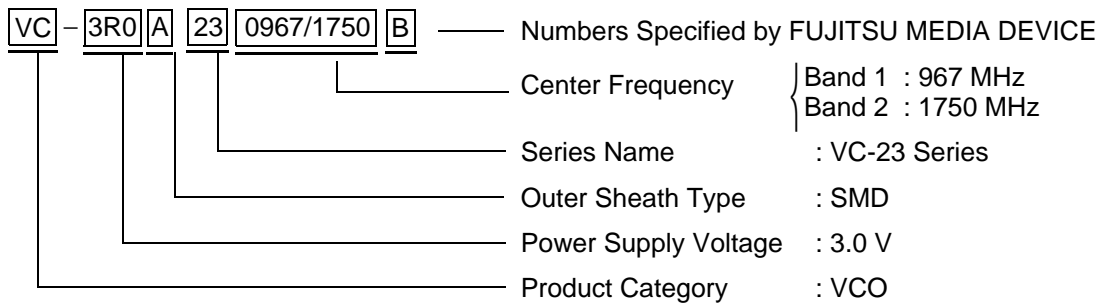 VC – 3R0 A 23 0967/1750 B Numbers Specified by FUJITSU MEDIA DEVICE
Center Frequency Band 1 : 967 MHz
Band 2 : 1750 MHz
Series Name : VC-23 Series
Outer Sheath Type : SMD
Power Supply Voltage : 3.0 V
Product Category : VCO